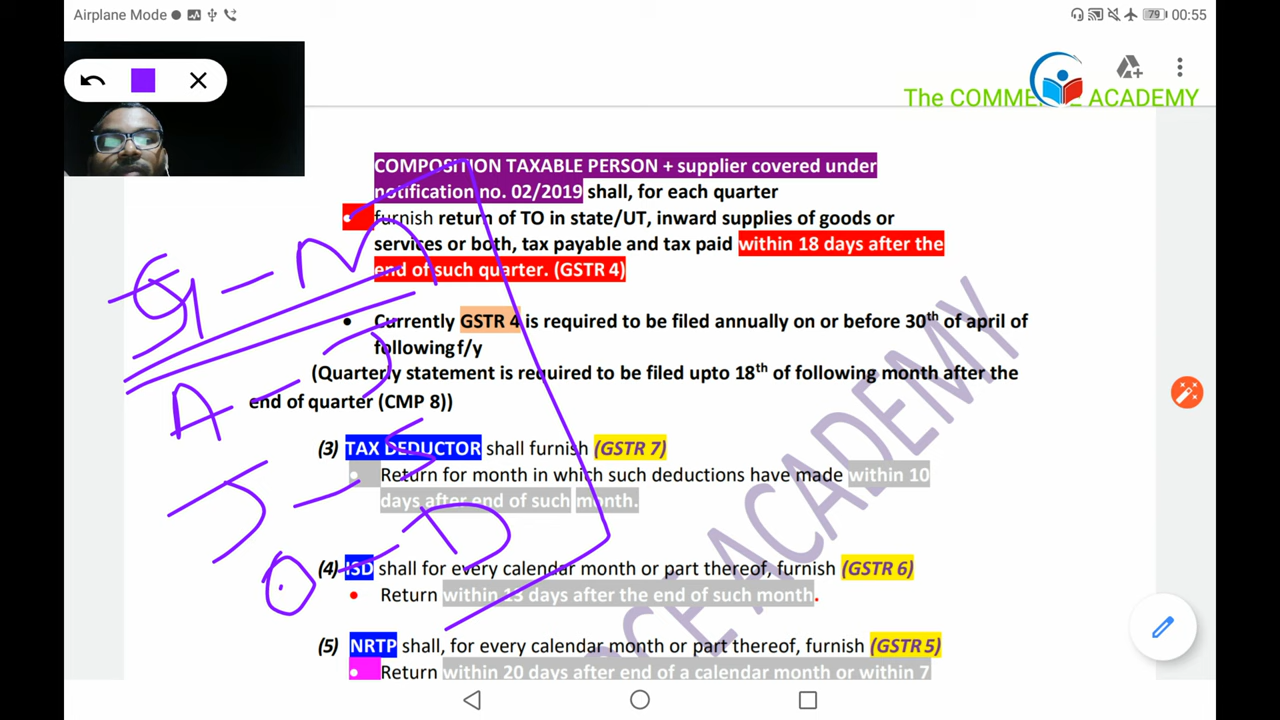 Airplane Mode
79 00:55
The COMMERCE ACADEMY
COMPOSITION TAXABLE PERSON + supplier covered under
notification no. 02/2019 shall, for each quarter
furnish return of TO in state/UT, inward supplies of goods or
services or both, tax payable and tax paid within 18 days after the
end of such quarter. (GSTR 4)
Currently GSTR 4 is required to be filed annually on or before 30th of april of
following f/y
(Quarterly statement is required to be filed upto 18th of following month after the
end of quarter (CMP 8))
(3) TAX DEDUCTOR shall furnish (GSTR 7)
Return for month in which such deductions have made within 10
days after end of such month.
(4) ISD shall for every calendar month or part thereof, furnish (GSTR 6)
Return within 13 days after the end of such month.
(5) NRTP shall, for every calendar month or part thereof, furnish (GSTR 5)
Return within 20 days after end of a calendar month or within 7
A - J
J - S
O - D
CE ACADEMY